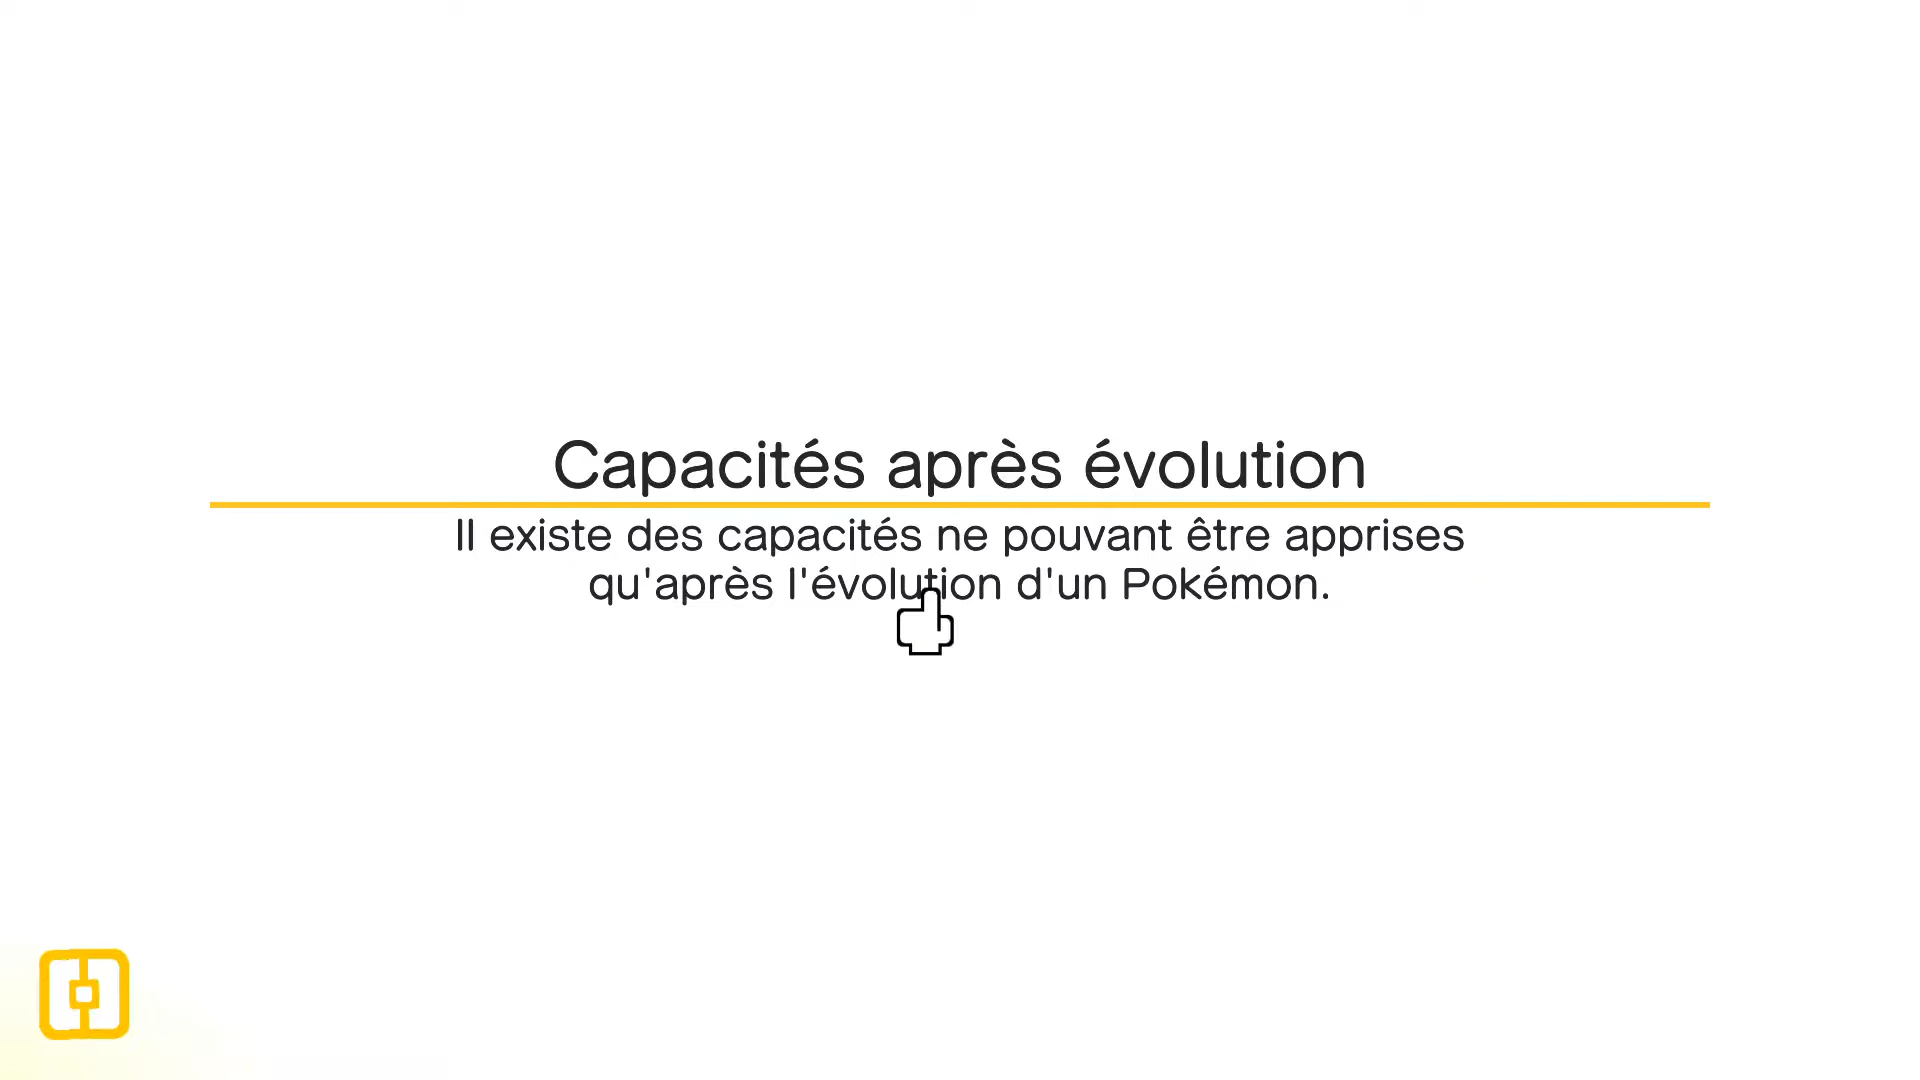 Capacités après évolution
Il existe des capacités ne pouvant être apprises
qu'après l'évolution d'un Pokémon.